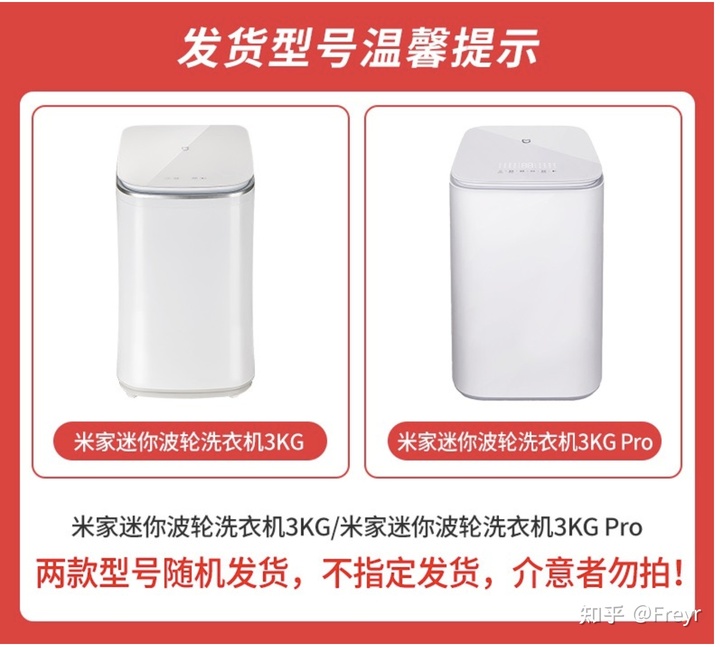 发货型号温馨提示
米家迷你波轮洗衣机3KG
米家迷你波轮洗衣机3KG Pro
米家迷你波轮洗衣机3KG/米家迷你波轮洗衣机3KG Pro
两款型号随机发货，不指定发货，介意者勿拍！
知乎 @Freyr